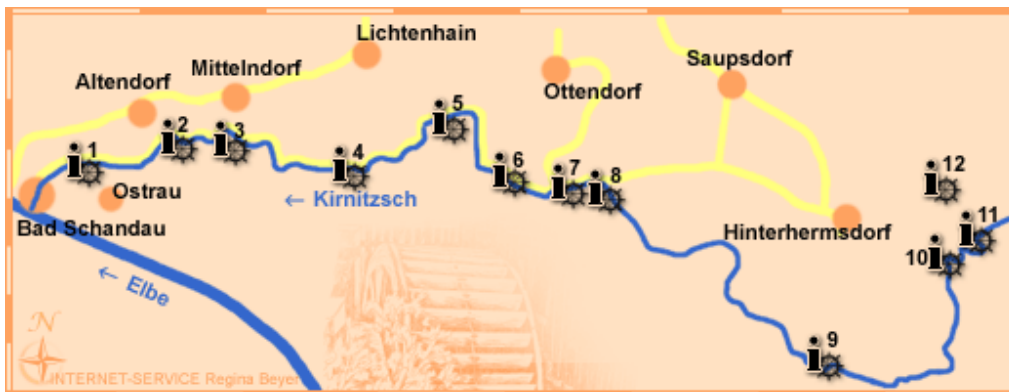 Lichtenhain
Mittelndorf
Altendorf
Saupsdorf
Ottendorf
5
2
3
1
4
6
7
8
12
Ostrau
← Kirnitzsch
11
Bad Schandau
Hinterhermsdorf
10
← Elbe
N
9
INTERNET-SERVICE Regina Beyer